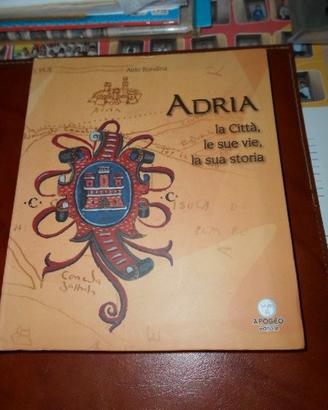 Aldo Rondina
ADRIA
la Città,
le sue vie,
la sua storia
·C· ·C·
APOGEO
editore